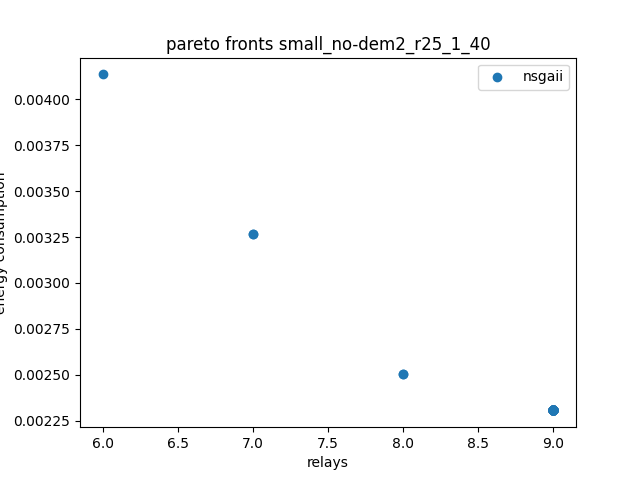 pareto fronts small_no-dem2_r25_1_40
nsgaii
0.00400
0.00375
0.00350
0.00325
0.00300
0.00275
0.00250
0.00225
energy consumption
6.0 6.5 7.0 7.5 8.0 8.5 9.0
relays